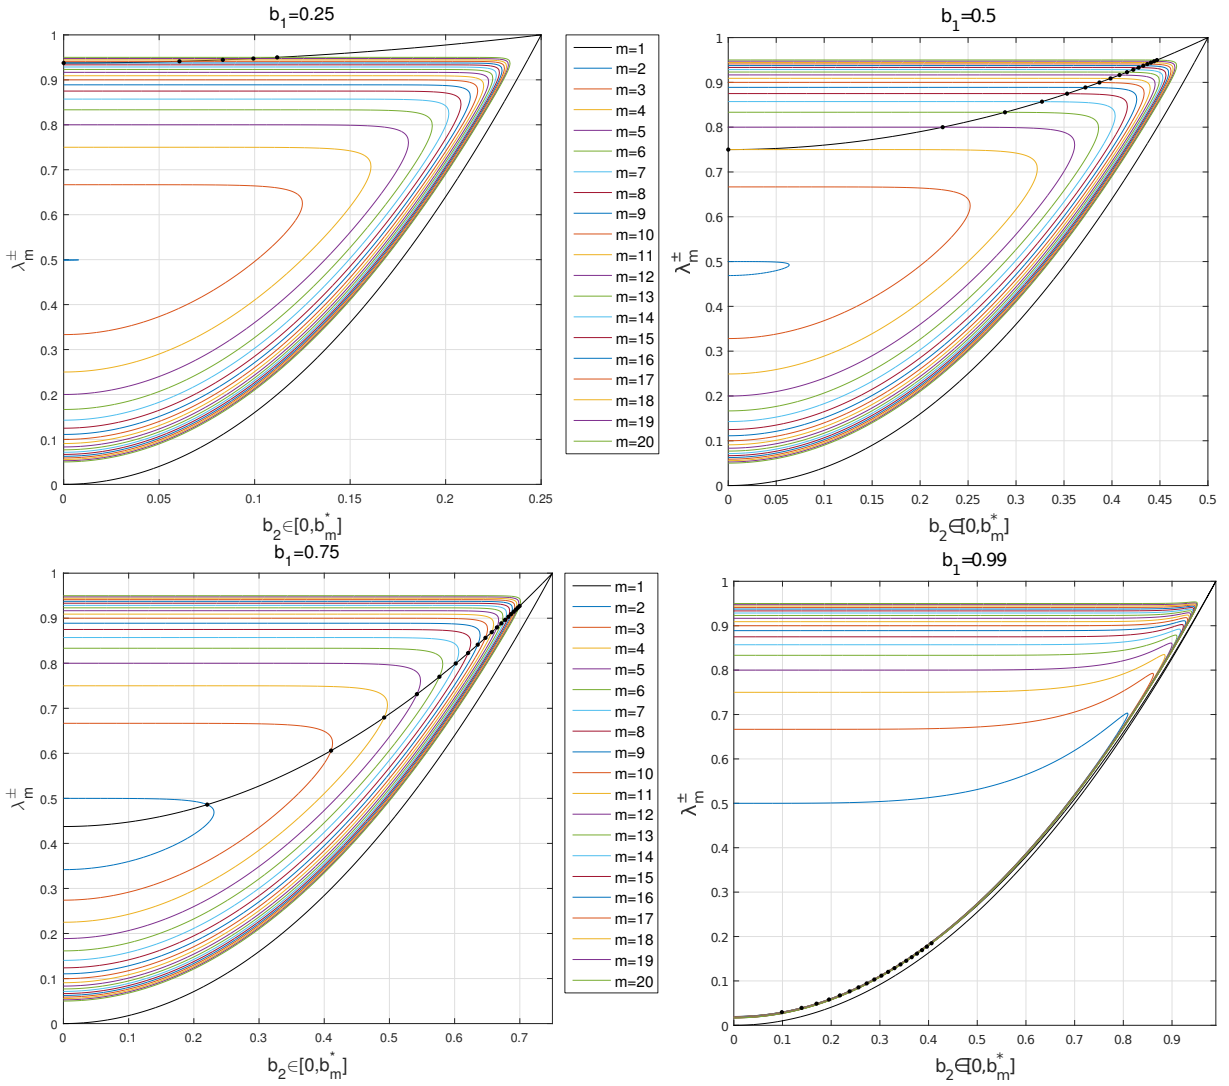 b1=0.25
1
0.9
0.8
0.7
0.6
0.5
0.4
0.3
0.2
0.1
0
λm±
0 0.05 0.1 0.15 0.2 0.25
b2∈[0,bm*]
m=1
m=2
m=3
m=4
m=5
m=6
m=7
m=8
m=9
m=10
m=11
m=12
m=13
m=14
m=15
m=16
m=17
m=18
m=19
m=20
b1=0.5
1
0.9
0.8
0.7
0.6
0.5
0.4
0.3
0.2
0.1
0
λm±
0 0.05 0.1 0.15 0.2 0.25 0.3 0.35 0.4 0.45 0.5
b2∈[0,bm*]
b1=0.75
1
0.9
0.8
0.7
0.6
0.5
0.4
0.3
0.2
0.1
0
λm±
0 0.1 0.2 0.3 0.4 0.5 0.6 0.7
b2∈[0,bm*]
m=1
m=2
m=3
m=4
m=5
m=6
m=7
m=8
m=9
m=10
m=11
m=12
m=13
m=14
m=15
m=16
m=17
m=18
m=19
m=20
b1=0.99
1
0.9
0.8
0.7
0.6
0.5
0.4
0.3
0.2
0.1
0
λm±
0 0.1 0.2 0.3 0.4 0.5 0.6 0.7 0.8 0.9
b2∈[0,bm*]